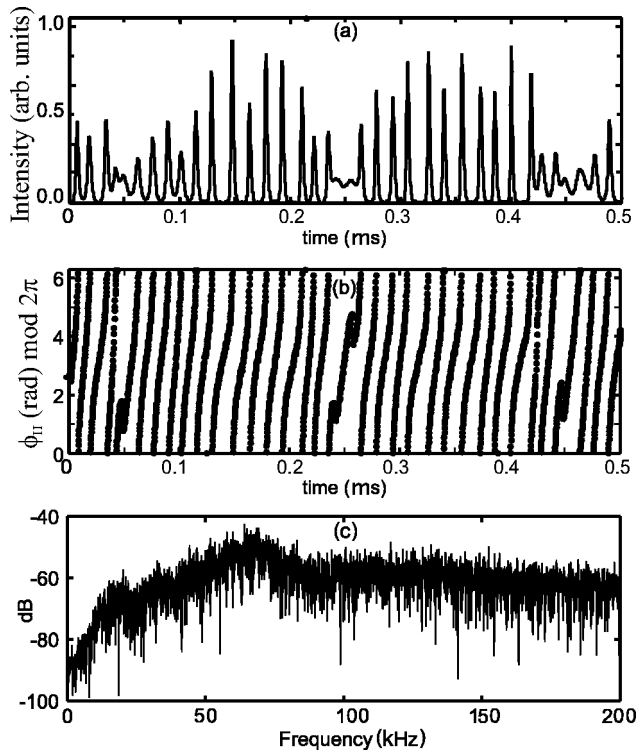 (a)
Intensity (arb. units)
1.0
0.5
0.0
0 0.1 0.2 0.3 0.4 0.5
time (ms)
(b)
ϕH (rad) mod 2π
6
4
2
0
0 0.1 0.2 0.3 0.4 0.5
time (ms)
(c)
dB
-40
-60
-80
-100
0 50 100 150 200
Frequency (kHz)